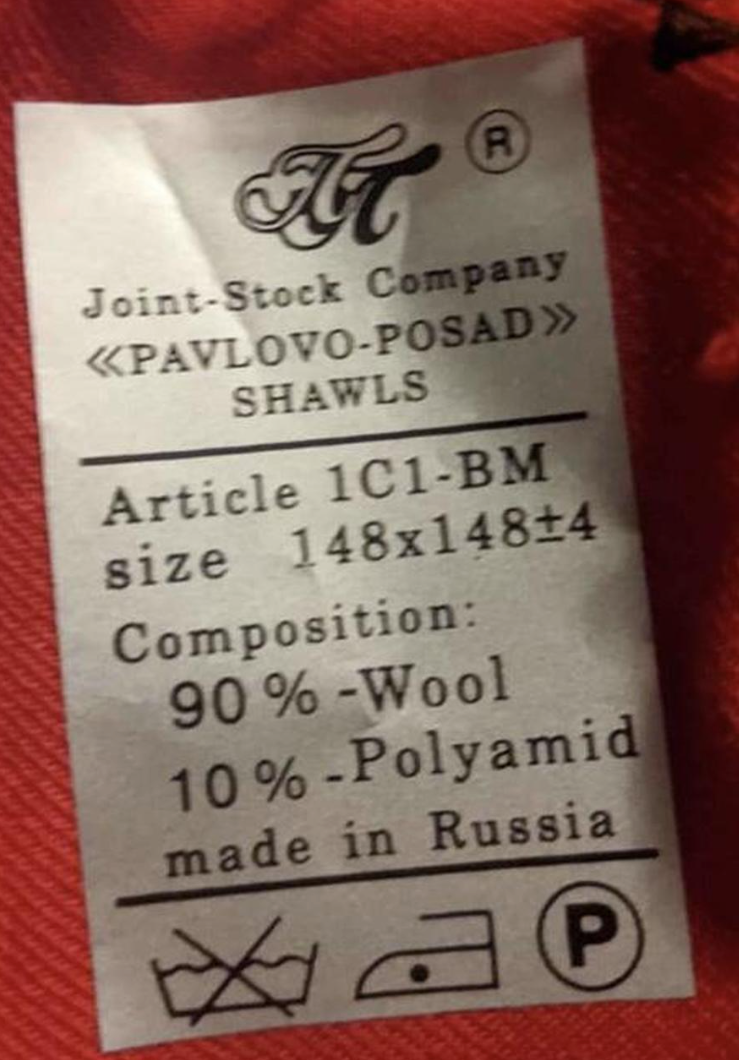 ®
Joint-Stock Company
«PAVLOVO-POSAD»
SHAWLS
Article 1C1-BM
size 148x148±4
Composition:
90%-Wool
10%-Polyamid
made in Russia
P